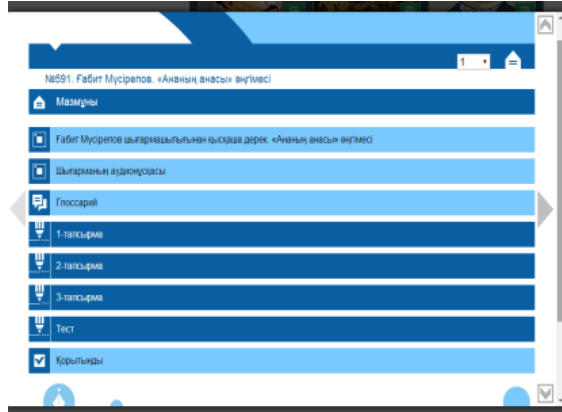 1
№591. Ғабит Мүсірепов. «Ананың анасы» әңгімесі
Мазмұны
Ғабит Мүсірепов шығармашылығынан қысқаша дерек. «Ананың анасы» әңгімесі
Шығарманың аудионұсқасы
Глоссарий
1-тапсырма
2-тапсырма
3-тапсырма
Тест
Қорытынды